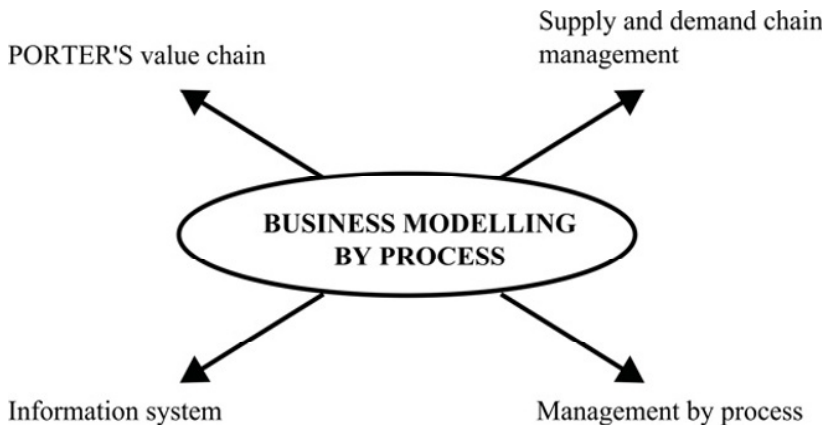 Supply and demand chain
management
PORTER'S value chain
BUSINESS MODELLING
BY PROCESS
Information system
Management by process